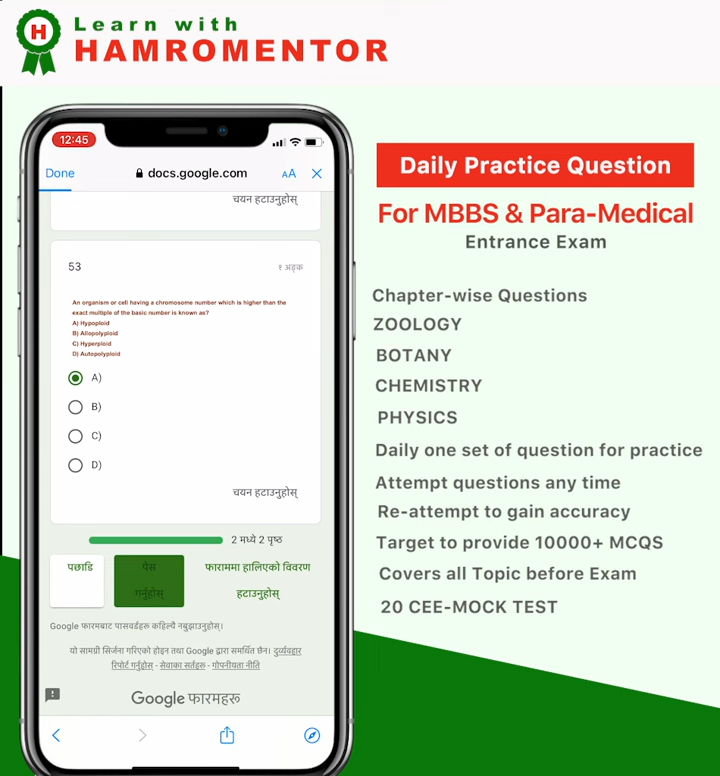 H
Learn with
HAMROMENTOR
12:45
Done
docs.google.com
AA
चयन हटाउनुहोस्
53
१ अङ्क
An organism or cell having a chromosome number which is higher than the
exact multiple of the basic number is known as?
A) Hypoploid
B) Allopolyploid
C) Hyperploid
D) Autopolyploid
A)
B)
C)
D)
चयन हटाउनुहोस्
2 मध्ये 2 पृष्ठ
पछाडि
पेस
गर्नुहोस्
फाराममा हालिएको विवरण
हटाउनुहोस्
Google फारमबाट पासवर्डहरू कहिल्यै नबुझाउनुहोस्।
यो सामग्री सिर्जना गरिएको होइन तथा Google द्वारा समर्थित छैन। दुर्व्यवहार
रिपोर्ट गर्नुहोस् - सेवाका सर्तहरू - गोपनीयता नीति
Google फारमहरू
Daily Practice Question
For MBBS & Para-Medical
Entrance Exam
Chapter-wise Questions
ZOOLOGY
BOTANY
CHEMISTRY
PHYSICS
Daily one set of question for practice
Attempt questions any time
Re-attempt to gain accuracy
Target to provide 10000+ MCQS
Covers all Topic before Exam
20 CEE-MOCK TEST